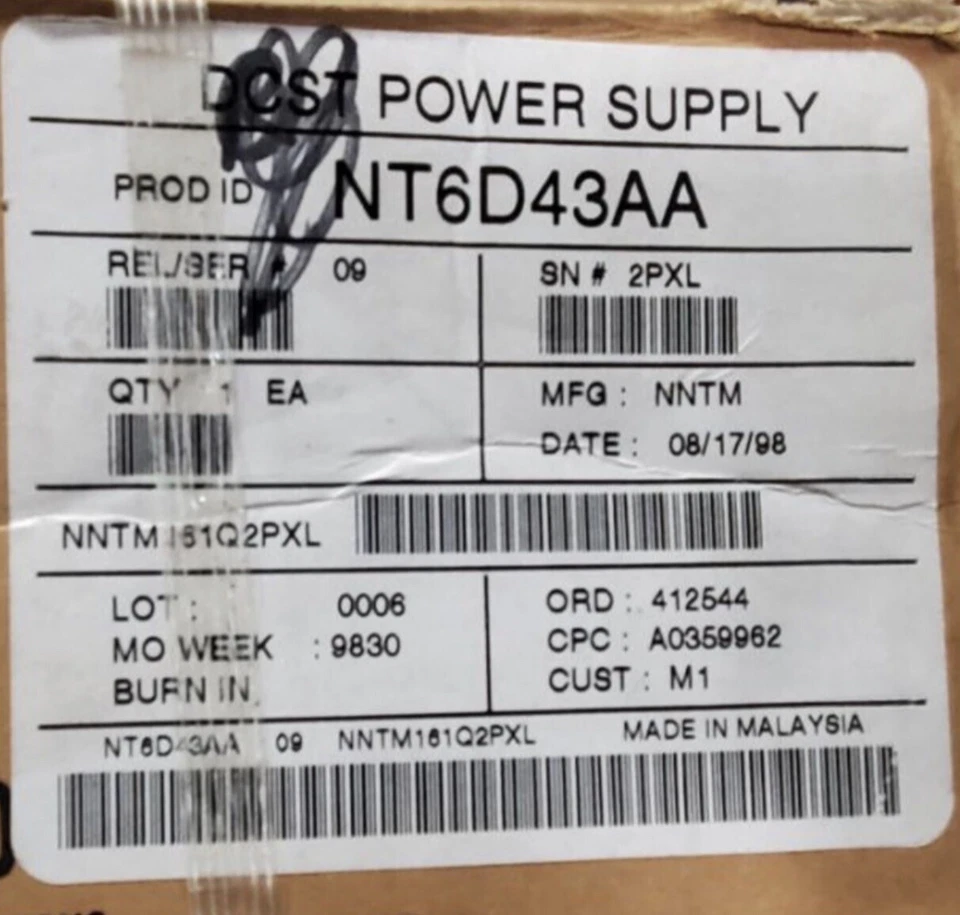 DCST POWER SUPPLY
PROD ID NT6D43AA
REL/SER # 09
SN # 2PXL
QTY 1 EA
MFG : NNTM
DATE : 08/17/98
NNTM161Q2PXL
LOT : 0006
MO WEEK : 9830
BURN IN
ORD : 412544
CPC : A0359962
CUST : M1
NT6D43AA 09 NNTM161Q2PXL MADE IN MALAYSIA